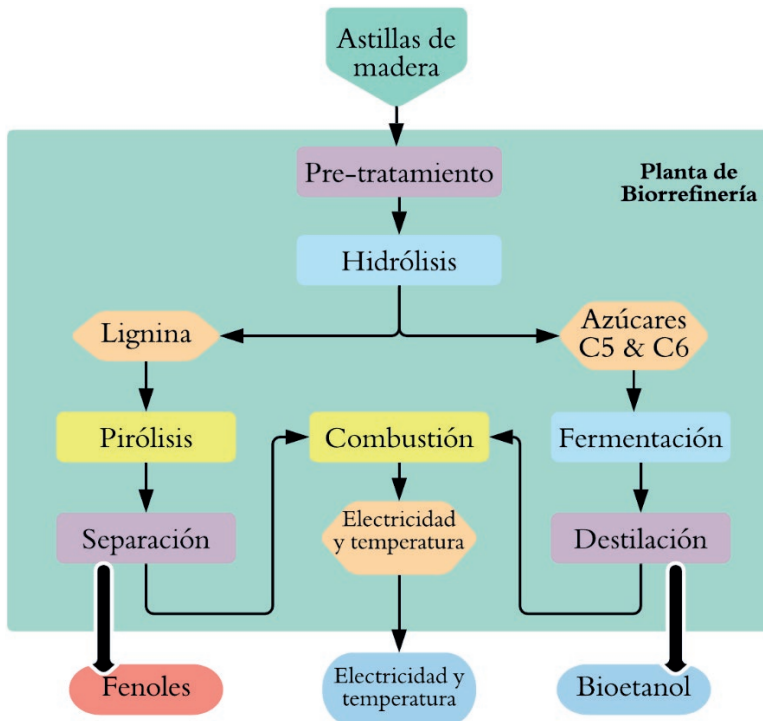 Astillas de
madera
Pre-tratamiento
Planta de
Biorrefinería
Hidrólisis
Lignina
Azúcares
C5 & C6
Pirólisis
Combustión
Fermentación
Separación
Electricidad
y temperatura
Destilación
Fenoles
Electricidad y
temperatura
Bioetanol